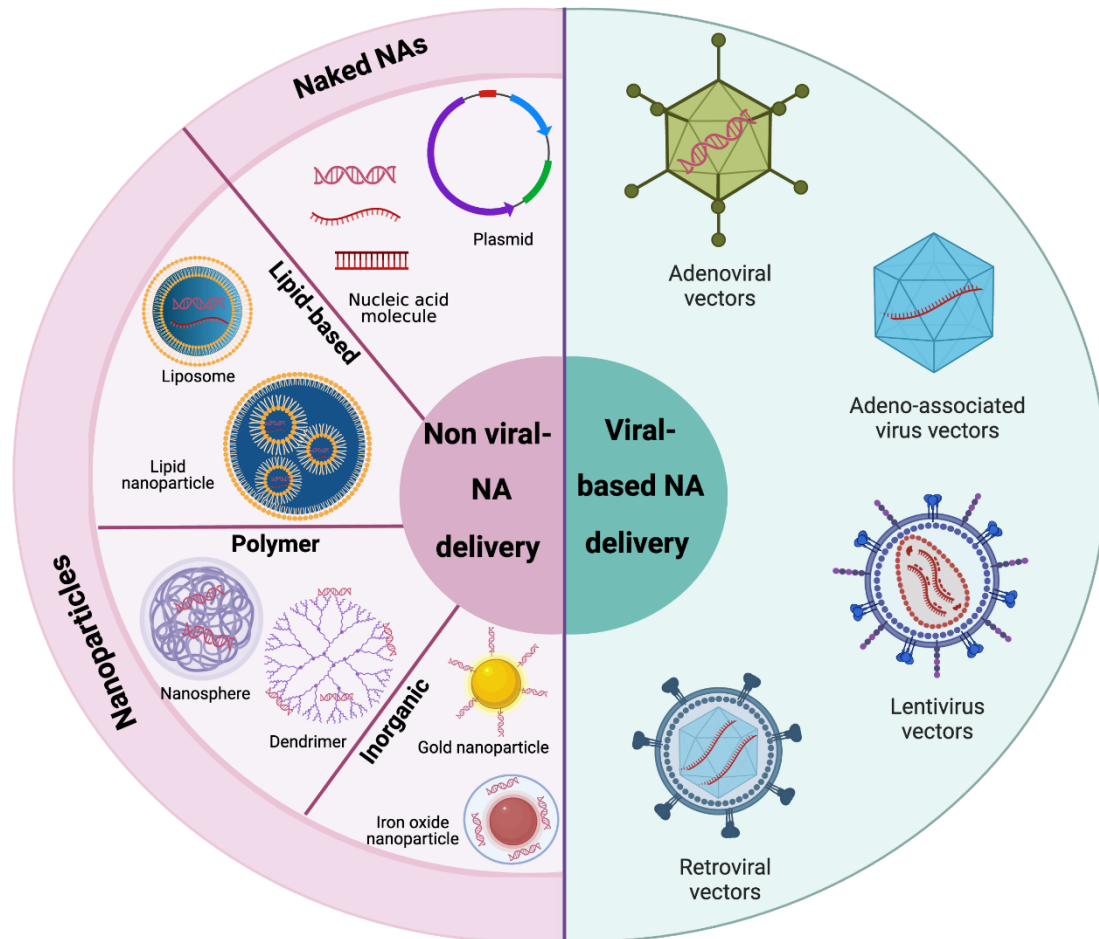 Naked NAs
Plasmid
Nucleic acid
molecule
Lipid-based
Liposome
Lipid
nanoparticle
Nanoparticles
Polymer
Nanosphere
Dendrimer
Inorganic
Gold nanoparticle
Iron oxide
nanoparticle
Non viral-
NA
delivery
Viral-
based NA
delivery
Adenoviral
vectors
Adeno-associated
virus vectors
Lentivirus
vectors
Retroviral
vectors